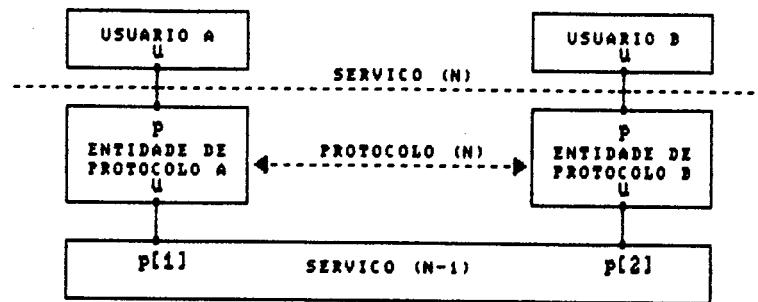 USUARIO A
u
USUARIO B
u
SERVICO (N)
p
ENTIDADE DE
PROTOCOLO A
u
PROTOCOLO (N)
p
ENTIDADE DE
PROTOCOLO B
u
p[1]
SERVICO (N-1)
p[2]